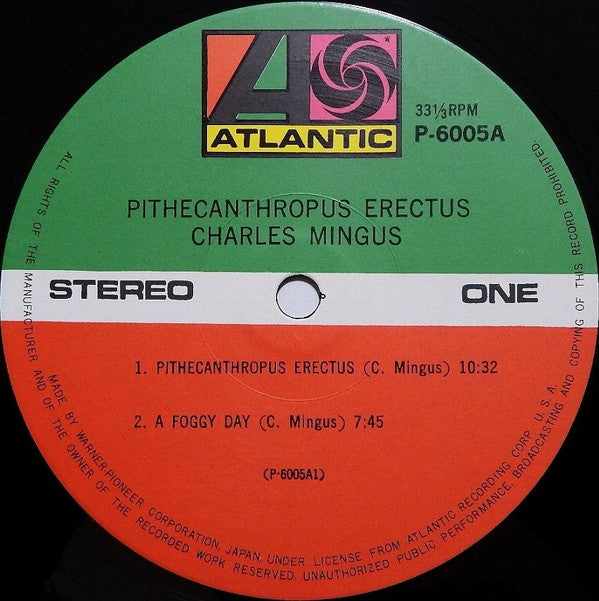 ATLANTIC
33⅓RPM
P-6005A
PITHECANTHROPUS ERECTUS
CHARLES MINGUS
STEREO
ONE
1. PITHECANTHROPUS ERECTUS (C. Mingus) 10:32
2. A FOGGY DAY (C. Mingus) 7:45
(P-6005A1)
ALL RIGHTS OF THE MANUFACTURER AND OF THE OWNER OF THE RECORDED WORK RESERVED. UNAUTHORIZED PUBLIC PERFORMANCE, BROADCASTING AND COPYING OF THIS RECORD PROHIBITED.
MADE BY WARNER-PIONEER CORPORATION, JAPAN, UNDER LICENSE FROM ATLANTIC RECORDING CORP. U.S.A.